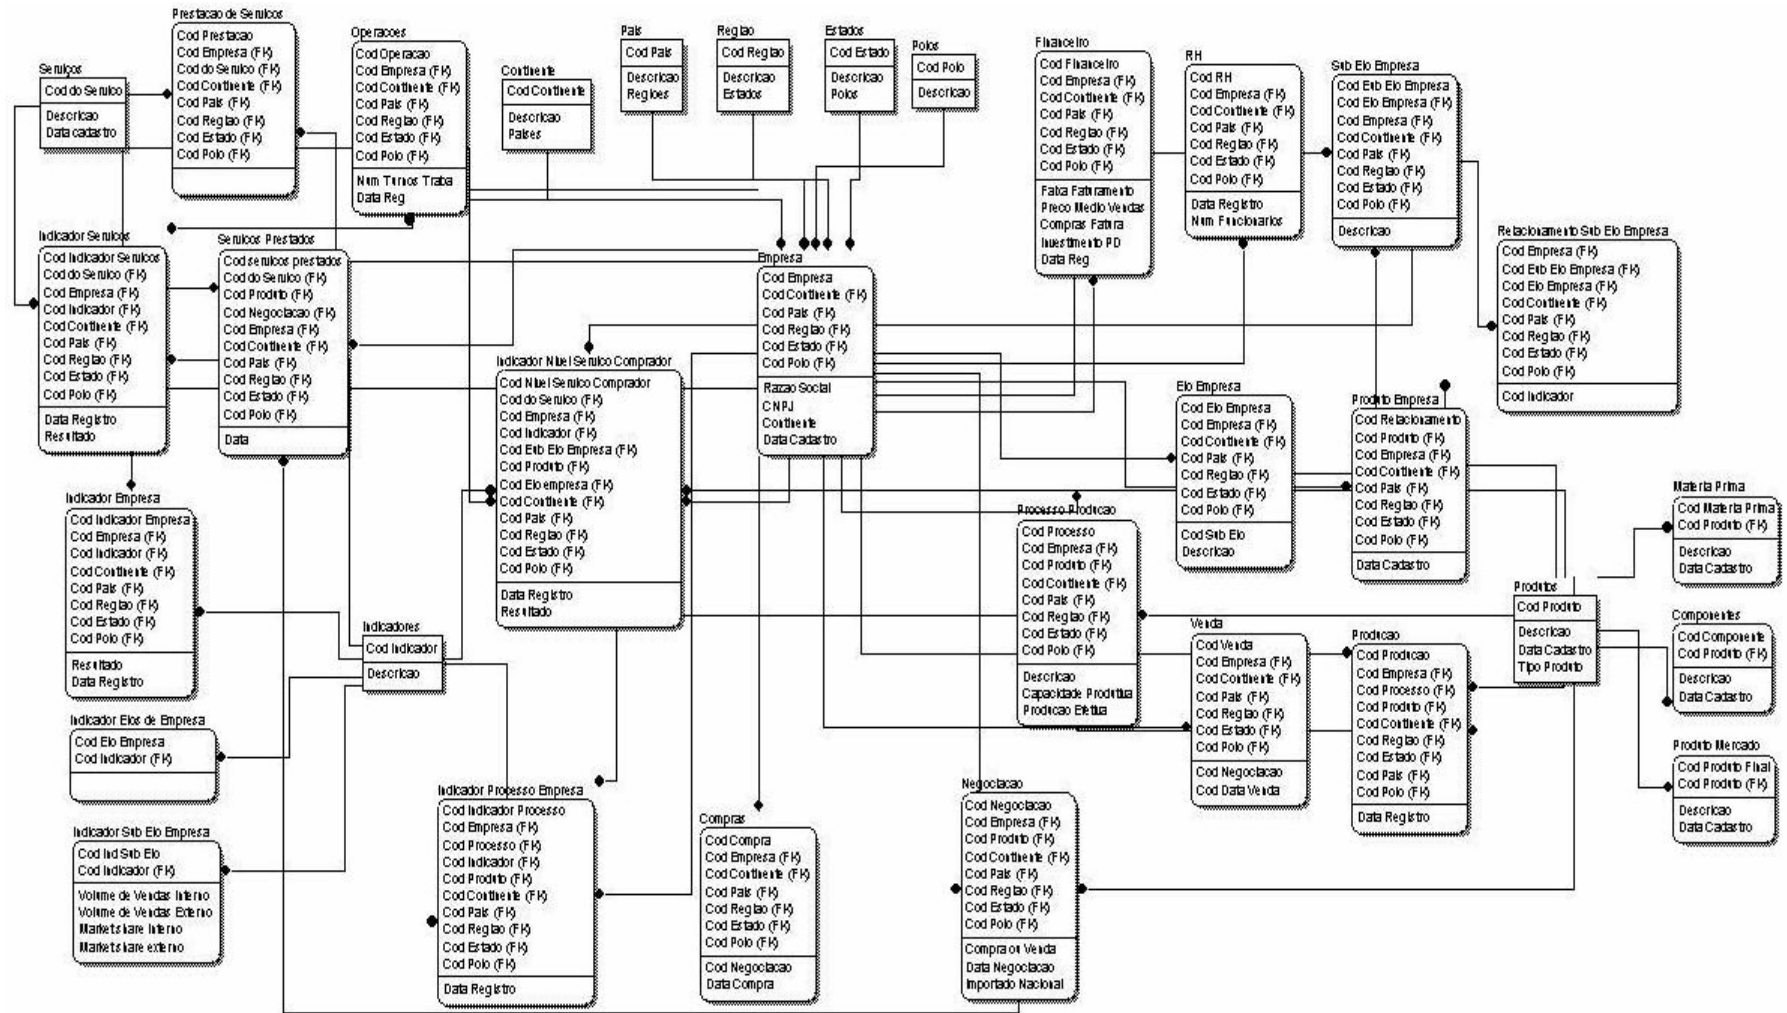 Prestacao de Servicos
Cod Prestacao
Cod Empresa (FK)
Cod do Servico (FK)
Cod Continente (FK)
Cod Pais (FK)
Cod Regiao (FK)
Cod Estado (FK)
Cod Polo (FK)
Operacoes
Cod Operacao
Cod Empresa (FK)
Cod Continente (FK)
Cod Pais (FK)
Cod Regiao (FK)
Cod Estado (FK)
Cod Polo (FK)
Num Turnos Traba
Data Reg
Serviços
Cod do Servico
Descricao
Data cadastro
Continente
Cod Continente
Descricao
Paises
Pais
Cod Pais
Descricao
Regioes
Regiao
Cod Regiao
Descricao
Estados
Estados
Cod Estado
Descricao
Polos
Polos
Cod Polo
Descricao
Financeiro
Cod Financeiro
Cod Empresa (FK)
Cod Continente (FK)
Cod Pais (FK)
Cod Regiao (FK)
Cod Estado (FK)
Cod Polo (FK)
Faixa Faturamento
Preco Medio Vendas
Compras Fatura
Investimento PD
Data Reg
RH
Cod RH
Cod Empresa (FK)
Cod Continente (FK)
Cod Pais (FK)
Cod Regiao (FK)
Cod Estado (FK)
Cod Polo (FK)
Data Registro
Num Funcionarios
Sub Elo Empresa
Cod Sub Elo Empresa
Cod Elo Empresa (FK)
Cod Empresa (FK)
Cod Continente (FK)
Cod Pais (FK)
Cod Regiao (FK)
Cod Estado (FK)
Cod Polo (FK)
Descricao
Relacionamento Sub Elo Empresa
Cod Empresa (FK)
Cod Sub Elo Empresa (FK)
Cod Elo Empresa (FK)
Cod Continente (FK)
Cod Pais (FK)
Cod Regiao (FK)
Cod Estado (FK)
Cod Polo (FK)
Cod Indicador
Indicador Servicos
Cod Indicador Servicos
Cod do Servico (FK)
Cod Empresa (FK)
Cod Indicador (FK)
Cod Continente (FK)
Cod Pais (FK)
Cod Regiao (FK)
Cod Estado (FK)
Cod Polo (FK)
Data Registro
Resultado
Servicos Prestados
Cod servicos prestados
Cod do Servico (FK)
Cod Produto (FK)
Cod Negociacao (FK)
Cod Empresa (FK)
Cod Continente (FK)
Cod Pais (FK)
Cod Regiao (FK)
Cod Estado (FK)
Cod Polo (FK)
Data
Empresa
Cod Empresa
Cod Continente (FK)
Cod Pais (FK)
Cod Regiao (FK)
Cod Estado (FK)
Cod Polo (FK)
Razao Social
CNPJ
Continente
Data Cadastro
Indicador Nivel Servico Comprador
Cod Nivel Servico Comprador
Cod do Servico (FK)
Cod Empresa (FK)
Cod Indicador (FK)
Cod Sub Elo Empresa (FK)
Cod Produto (FK)
Cod Elo empresa (FK)
Cod Continente (FK)
Cod Pais (FK)
Cod Regiao (FK)
Cod Estado (FK)
Cod Polo (FK)
Data Registro
Resultado
Elo Empresa
Cod Elo Empresa
Cod Empresa (FK)
Cod Continente (FK)
Cod Pais (FK)
Cod Regiao (FK)
Cod Estado (FK)
Cod Polo (FK)
Cod Sub Elo
Descricao
Produto Empresa
Cod Relacionamento
Cod Produto (FK)
Cod Empresa (FK)
Cod Continente (FK)
Cod Pais (FK)
Cod Regiao (FK)
Cod Estado (FK)
Cod Polo (FK)
Data Cadastro
Materia Prima
Cod Materia Prima
Cod Produto (FK)
Descricao
Data Cadastro
Indicador Empresa
Cod Indicador Empresa
Cod Empresa (FK)
Cod Indicador (FK)
Cod Continente (FK)
Cod Pais (FK)
Cod Regiao (FK)
Cod Estado (FK)
Cod Polo (FK)
Resultado
Data Registro
Processo Producao
Cod Processo
Cod Empresa (FK)
Cod Produto (FK)
Cod Continente (FK)
Cod Pais (FK)
Cod Regiao (FK)
Cod Estado (FK)
Cod Polo (FK)
Descricao
Capacidade Produtiva
Producao Efetiva
Produtos
Cod Produto
Descricao
Data Cadastro
Tipo Produto
Componentes
Cod Componente
Cod Produto (FK)
Descricao
Data Cadastro
Indicadores
Cod Indicador
Descricao
Venda
Cod Venda
Cod Empresa (FK)
Cod Continente (FK)
Cod Pais (FK)
Cod Regiao (FK)
Cod Estado (FK)
Cod Polo (FK)
Cod Negociacao
Cod Data Venda
Producao
Cod Producao
Cod Empresa (FK)
Cod Processo (FK)
Cod Produto (FK)
Cod Continente (FK)
Cod Regiao (FK)
Cod Estado (FK)
Cod Pais (FK)
Cod Polo (FK)
Data Registro
Produto Mercado
Cod Produto Final
Cod Produto (FK)
Descricao
Data Cadastro
Indicador Elos de Empresa
Cod Elo Empresa
Cod Indicador (FK)
Indicador Sub Elo Empresa
Cod Ind Sub Elo
Cod Indicador (FK)
Volume de Vendas Interno
Volume de Vendas Externo
Marketshare Interno
Marketshare externo
Indicador Processo Empresa
Cod Indicador Processo
Cod Empresa (FK)
Cod Processo (FK)
Cod Indicador (FK)
Cod Produto (FK)
Cod Continente (FK)
Cod Pais (FK)
Cod Regiao (FK)
Cod Estado (FK)
Cod Polo (FK)
Data Registro
Compras
Cod Compra
Cod Empresa (FK)
Cod Continente (FK)
Cod Pais (FK)
Cod Regiao (FK)
Cod Estado (FK)
Cod Polo (FK)
Cod Negociacao
Data Compra
Negociacao
Cod Negociacao
Cod Empresa (FK)
Cod Produto (FK)
Cod Continente (FK)
Cod Pais (FK)
Cod Regiao (FK)
Cod Estado (FK)
Cod Polo (FK)
Compra ou Venda
Data Negociacao
Importado Nacional